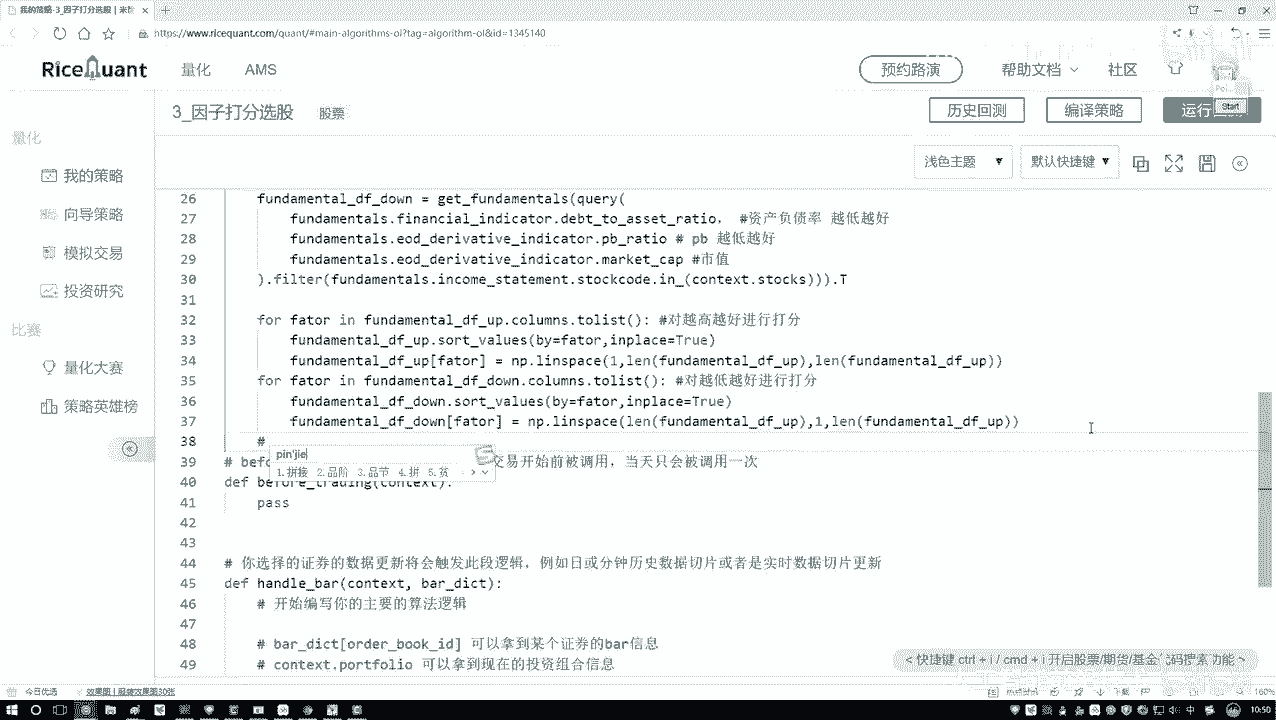 我的策略-3_因子打分选股 | 米
https://www.ricequant.com/quant/#main-algorithms-ol?tag=algorithm-ol&id=1345140
RiceQuant 量化 AMS 预约路演 帮助文档 社区
3_因子打分选股 股票 历史回测 编译策略 运行 Start
量化
浅色主题 默认快捷键
我的策略
向导策略
模拟交易
投资研究
比赛
量化大赛
策略英雄榜
26 fundamental_df_down = get_fundamentals(query(
27 fundamentals.financial_indicator.debt_to_asset_ratio, #资产负债率 越低越好
28 fundamentals.eod_derivative_indicator.pb_ratio # pb 越低越好
29 fundamentals.eod_derivative_indicator.market_cap #市值
30 ).filter(fundamentals.income_statement.stockcode.in_(context.stocks))).T
31
32 for fator in fundamental_df_up.columns.tolist(): #对越高越好进行打分
33 fundamental_df_up.sort_values(by=fator,inplace=True)
34 fundamental_df_up[fator] = np.linspace(1,len(fundamental_df_up),len(fundamental_df_up))
35 for fator in fundamental_df_down.columns.tolist(): #对越低越好进行打分
36 fundamental_df_down.sort_values(by=fator,inplace=True)
37 fundamental_df_down[fator] = np.linspace(len(fundamental_df_up),1,len(fundamental_df_up))
38 #
pin'jie
1.拼接 2.品阶 3.品节 4.拼 5.贫
39 # bef 交易开始前被调用，当天只会被调用一次
40 def before_trading(context):
41 pass
42
43
44 # 你选择的证券的数据更新将会触发此段逻辑，例如日或分钟历史数据切片或者是实时数据切片更新
45 def handle_bar(context, bar_dict):
46 # 开始编写你的主要的算法逻辑
47
48 # bar_dict[order_book_id] 可以拿到某个证券的bar信息
49 # context.portfolio 可以拿到现在的投资组合信息
< 快捷键 ctrl + i / cmd + i 开启股票/期货/基金
今日优选
160%
中 10:50